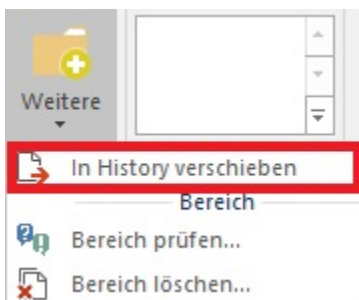 Weitere
In History verschieben
Bereich
Bereich prüfen...
Bereich löschen...